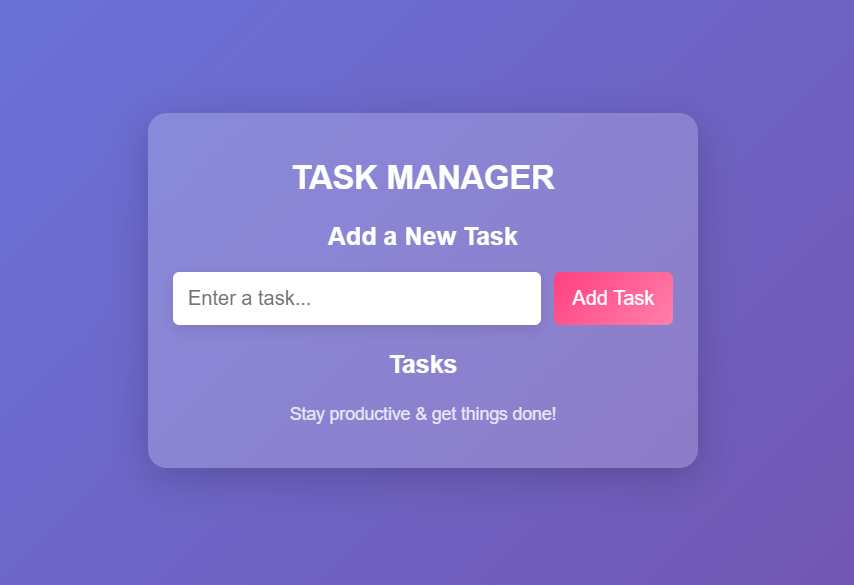 TASK MANAGER
Add a New Task
Enter a task... Add Task
Tasks
Stay productive & get things done!